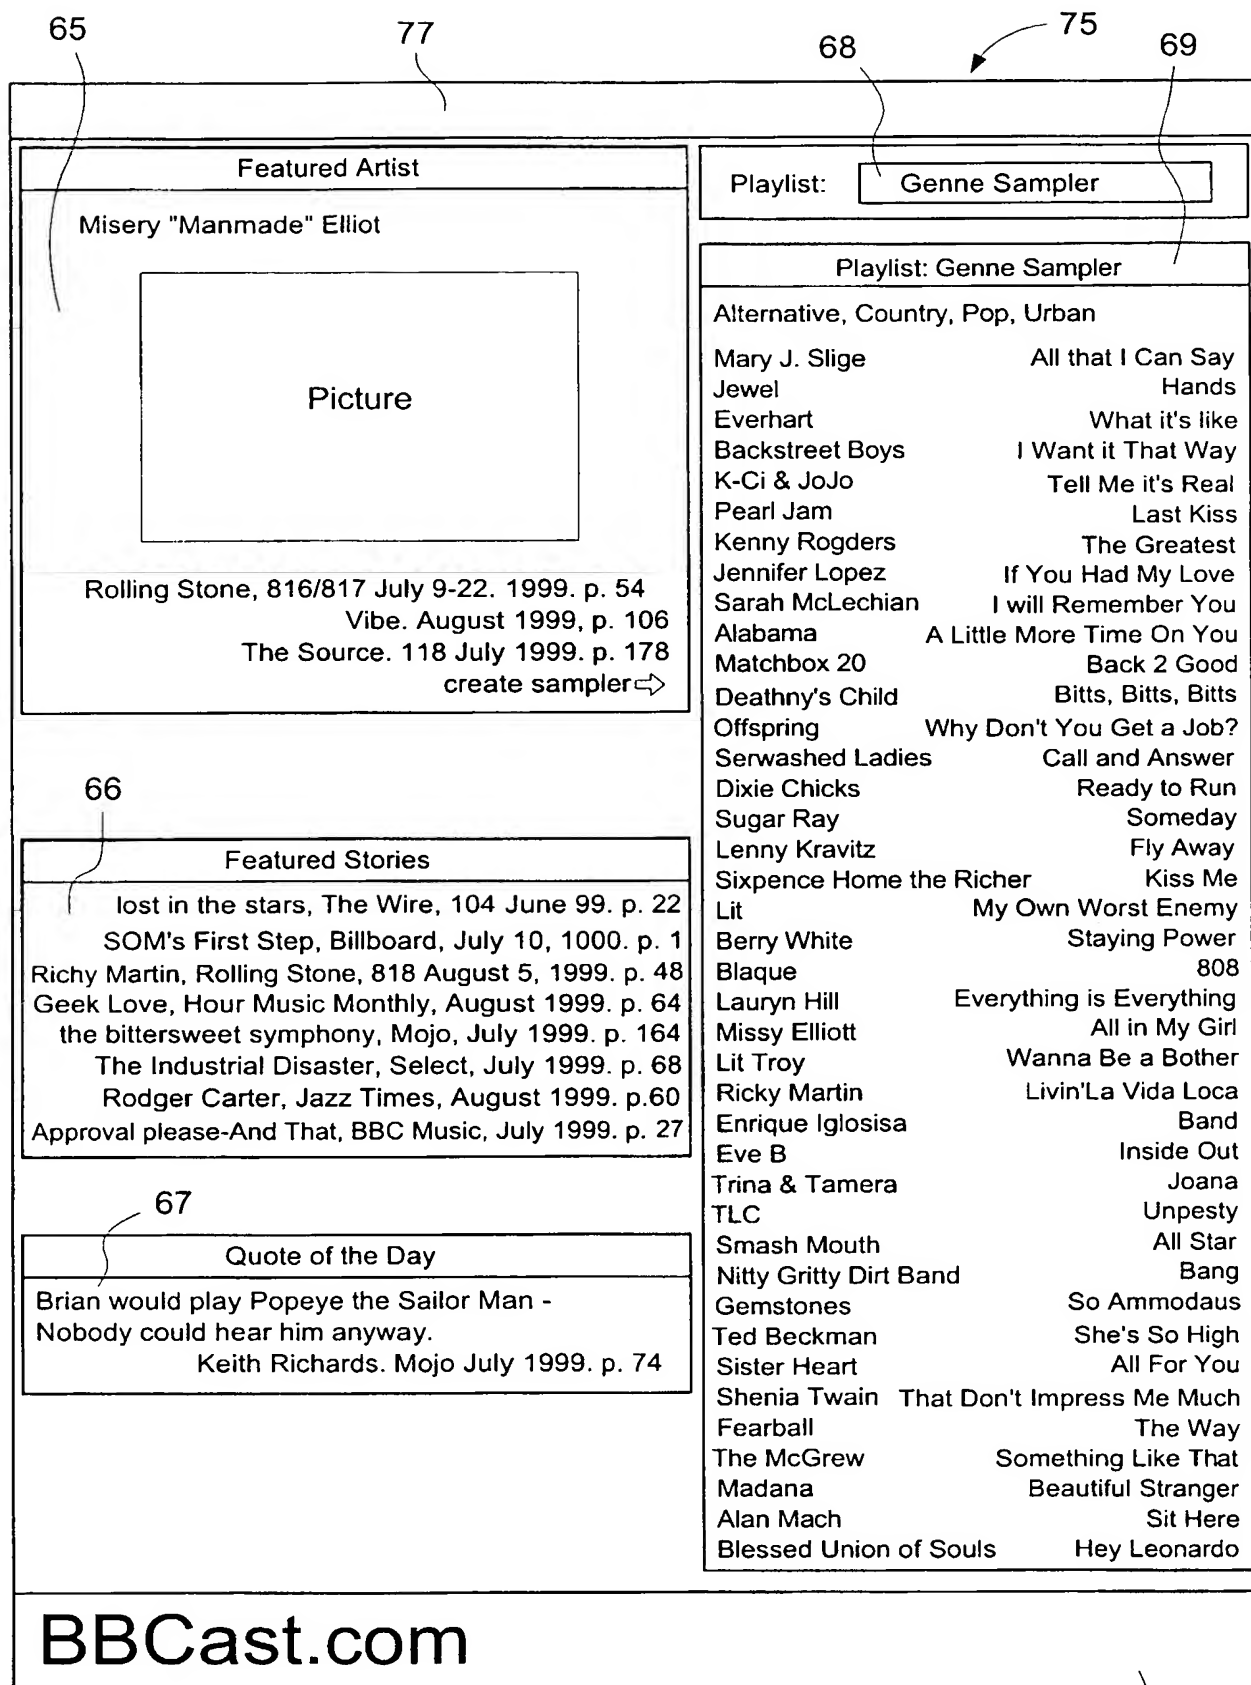 65
77
68
75
69
Featured Artist
Misery "Manmade" Elliot
Picture
Rolling Stone, 816/817 July 9-22. 1999. p. 54
Vibe. August 1999, p. 106
The Source. 118 July 1999. p. 178
create sampler
66
Featured Stories
lost in the stars, The Wire, 104 June 99. p. 22
SOM's First Step, Billboard, July 10, 1000. p. 1
Richy Martin, Rolling Stone, 818 August 5, 1999. p. 48
Geek Love, Hour Music Monthly, August 1999. p. 64
the bittersweet symphony, Mojo, July 1999. p. 164
The Industrial Disaster, Select, July 1999. p. 68
Rodger Carter, Jazz Times, August 1999. p.60
Approval please-And That, BBC Music, July 1999. p. 27
67
Quote of the Day
Brian would play Popeye the Sailor Man -
Nobody could hear him anyway.
Keith Richards. Mojo July 1999. p. 74
Playlist: Genne Sampler
Playlist: Genne Sampler
Alternative, Country, Pop, Urban
Mary J. Slige All that I Can Say
Jewel Hands
Everhart What it's like
Backstreet Boys I Want it That Way
K-Ci & JoJo Tell Me it's Real
Pearl Jam Last Kiss
Kenny Rogders The Greatest
Jennifer Lopez If You Had My Love
Sarah McLechian I will Remember You
Alabama A Little More Time On You
Matchbox 20 Back 2 Good
Deathny's Child Bitts, Bitts, Bitts
Offspring Why Don't You Get a Job?
Serwashed Ladies Call and Answer
Dixie Chicks Ready to Run
Sugar Ray Someday
Lenny Kravitz Fly Away
Sixpence Home the Richer Kiss Me
Lit My Own Worst Enemy
Berry White Staying Power
Blaque 808
Lauryn Hill Everything is Everything
Missy Elliott All in My Girl
Lit Troy Wanna Be a Bother
Ricky Martin Livin'La Vida Loca
Enrique Iglosisa Band
Eve B Inside Out
Trina & Tamera Joana
TLC Unpesty
Smash Mouth All Star
Nitty Gritty Dirt Band Bang
Gemstones So Ammodaus
Ted Beckman She's So High
Sister Heart All For You
Shenia Twain That Don't Impress Me Much
Fearball The Way
The McGrew Something Like That
Madana Beautiful Stranger
Alan Mach Sit Here
Blessed Union of Souls Hey Leonardo
BBCast.com